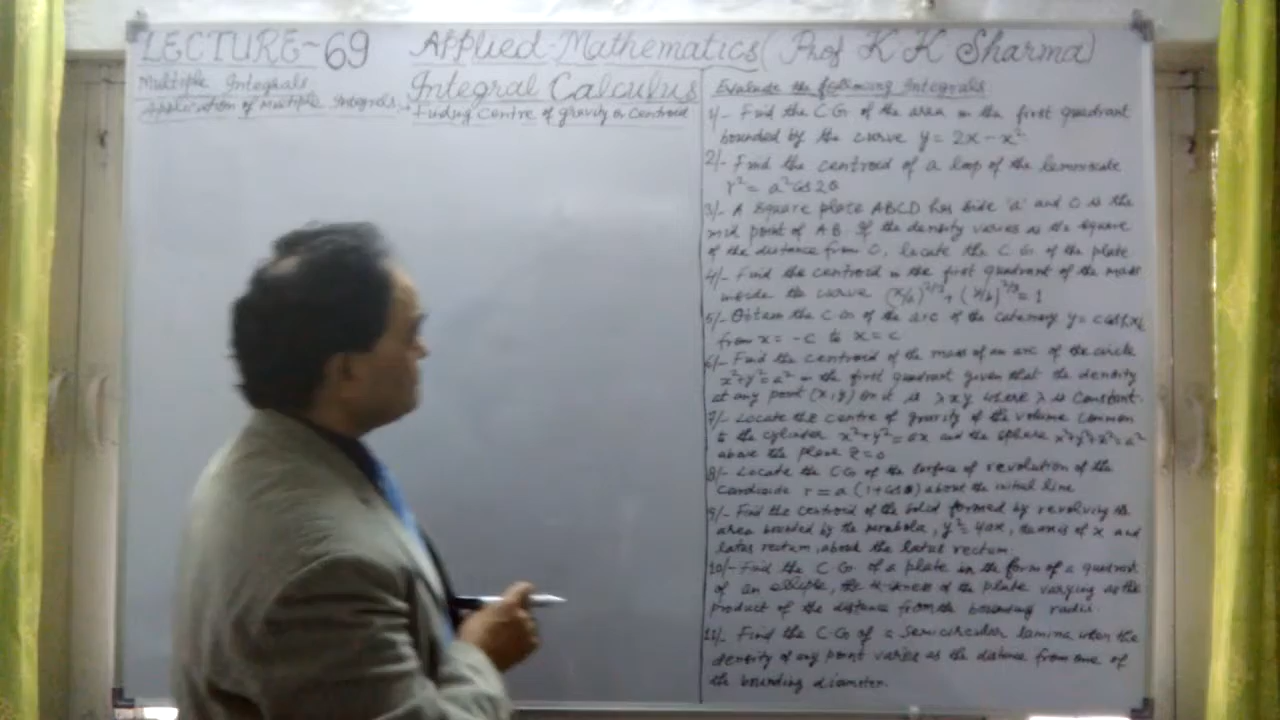 LECTURE-69 Applied-Mathematics (Prof K K Sharma)
Multiple Integrals
Application of Multiple Integrals:
Integral Calculus
Finding centre of gravity or centroid
Evaluate the following Integrals
1/- Find the C.G. of the area in the first quadrant
bounded by the curve y = 2x - x²
2/- Find the centroid of a loop of the lemniscate
r² = a² cos 2θ
3/- A square plate ABCD has side 'a' and O is the
mid point of AB. If the density varies as the square
of the distance from O, locate the C.G. of the plate
4/- Find the centroid in the first quadrant of the mass
inside the curve (x/a)^2/3 + (y/b)^2/3 = 1
5/- Obtain the C.G. of the arc of the catenary y = c cosh x/c
from x = -c to x = c
6/- Find the centroid of the mass of an arc of the circle
x²+y²=a² in the first quadrant given that the density
at any point (x,y) on it is λxy where λ is constant.
7/- Locate the centre of gravity of the volume common
to the cylinder x²+y²=ax and the sphere x²+y²+z²=a²
above the plane z=0
8/- Locate the CG of the surface of revolution of the
cardioide r = a (1+cosθ) about the initial line
9/- Find the centroid of the solid formed by revolving the
area bounded by the parabola, y² = 4ax, the axis of x and
latus rectum, about the latus rectum.
10/- Find the C.G. of a plate in the form of a quadrant
of an ellipse, the of the plate varying as the
product of the distance from the bounding radii.
11/- Find the C.G. of a semicircular lamina when the
density of any point varies as the distance from one of
the bounding diameter.